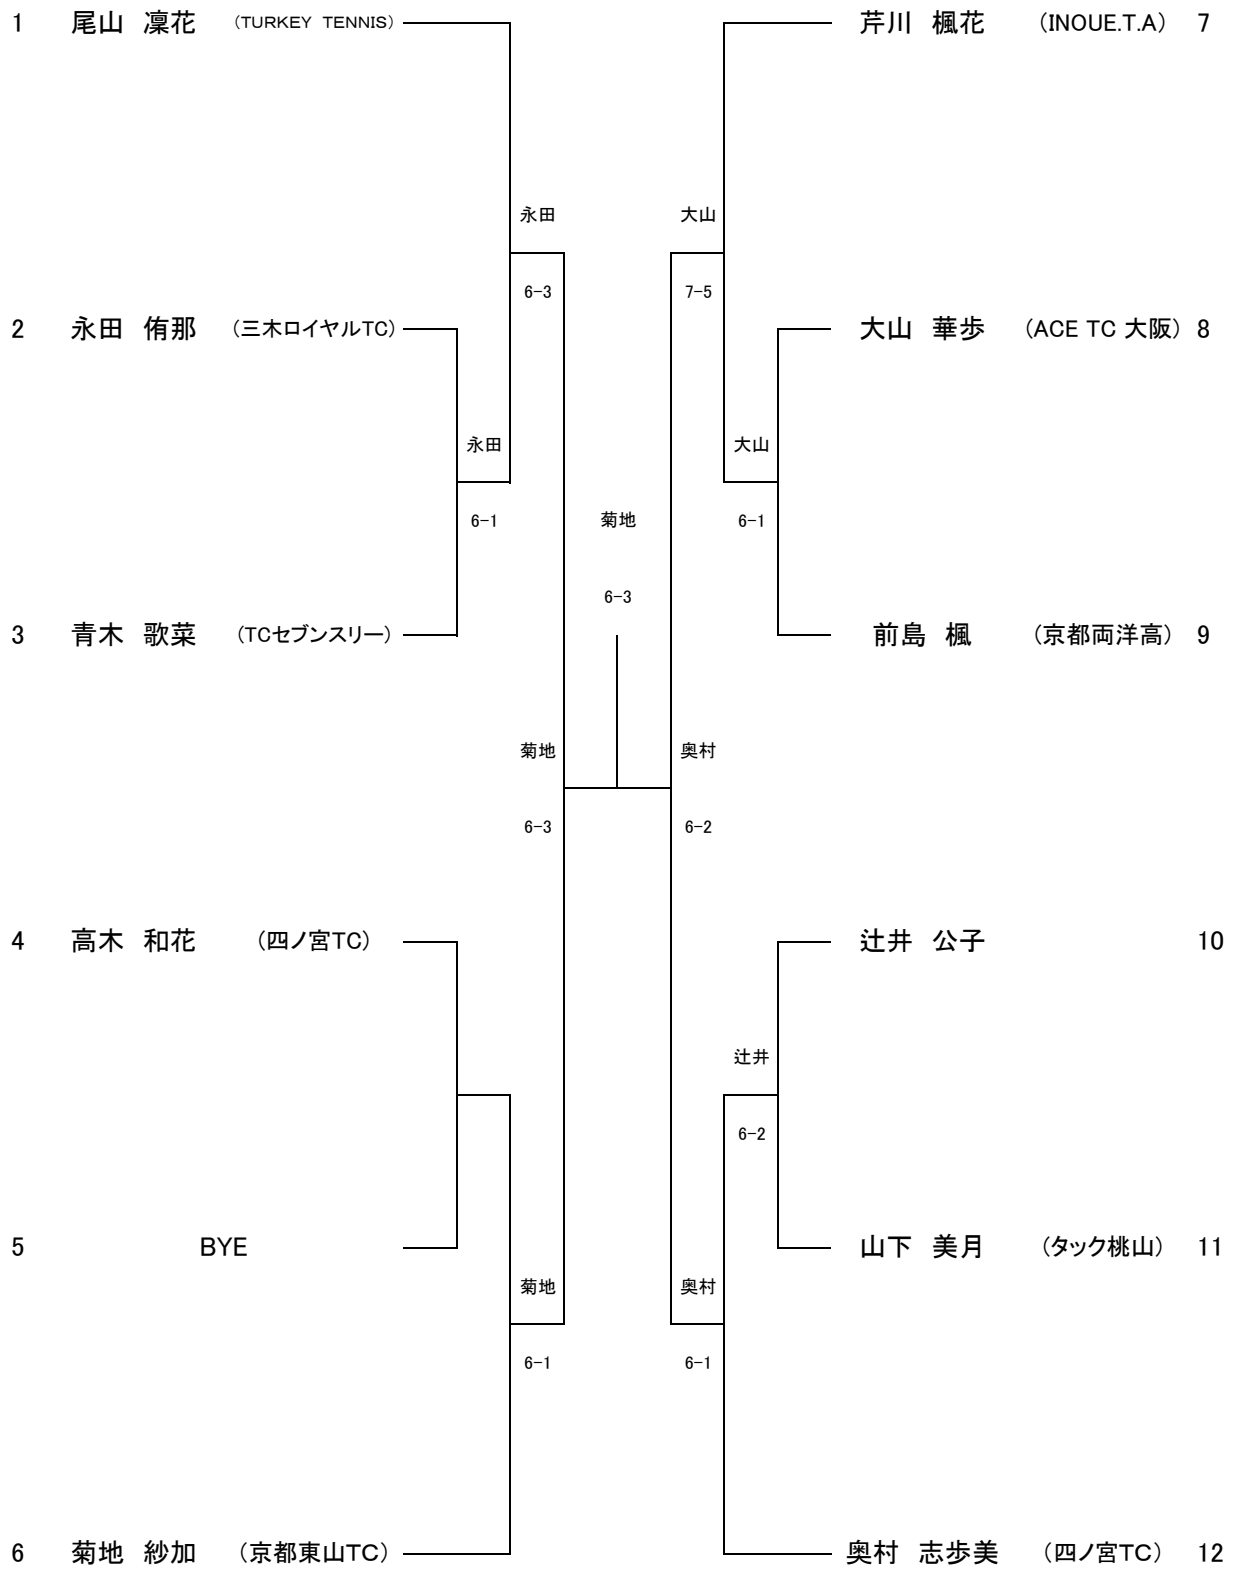 1 尾山 凜花 (TURKEY TENNIS) 芹川 楓花 (INOUE.T.A) 7
永田 大山
6-3 7-5
2 永田 侑那 (三木ロイヤルTC) 大山 華歩 (ACE TC 大阪) 8
永田 大山
6-1 菊地 6-1
6-3
3 青木 歌菜 (TCセブンスリー) 前島 楓 (京都両洋高) 9
菊地 奥村
6-3 6-2
4 高木 和花 (四ノ宮TC) 辻井 公子 10
辻井
6-2
5 BYE 山下 美月 (タック桃山) 11
菊地 奥村
6-1 6-1
6 菊地 紗加 (京都東山TC) 奥村 志歩美 (四ノ宮TC) 12